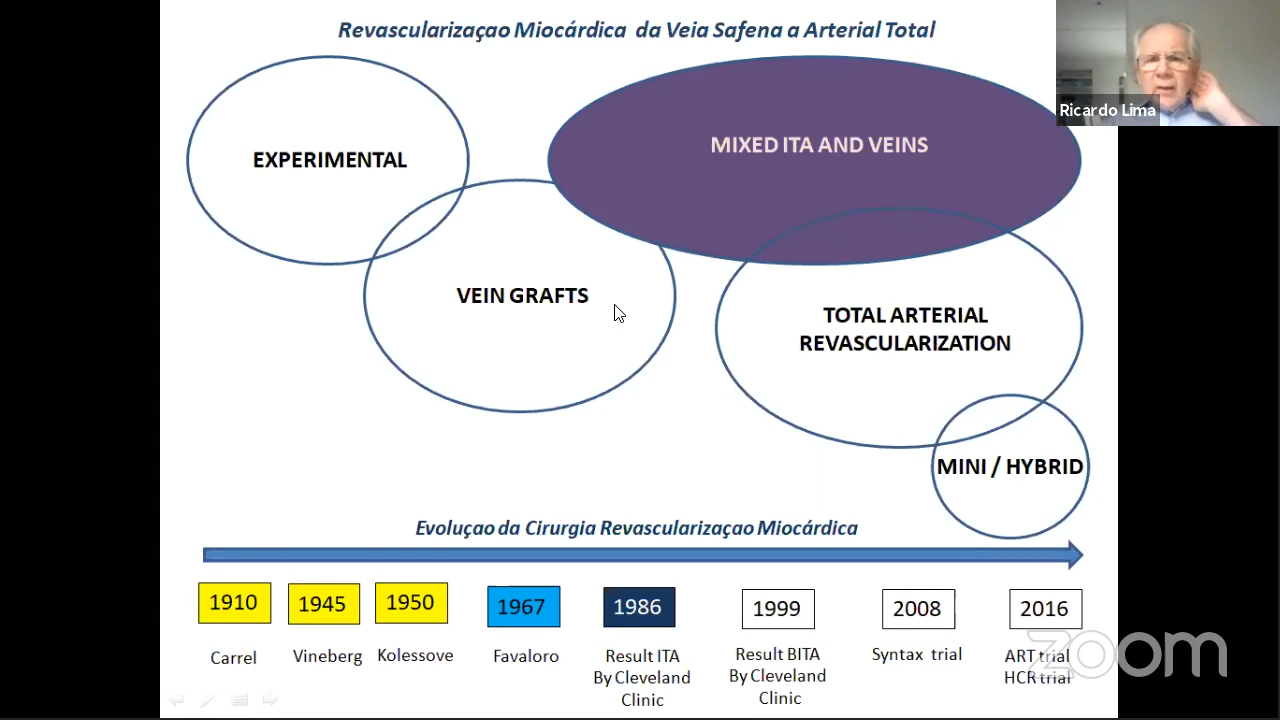 Revascularizaçao Miocárdica da Veia Safena a Arterial Total
Ricardo Lima
EXPERIMENTAL
MIXED ITA AND VEINS
VEIN GRAFTS
TOTAL ARTERIAL
REVASCULARIZATION
MINI / HYBRID
Evoluçao da Cirurgia Revascularizaçao Miocárdica
1910
1945
1950
1967
1986
1999
2008
2016
Carrel
Vineberg
Kolessove
Favaloro
Result ITA
By Cleveland
Clinic
Result BITA
By Cleveland
Clinic
Syntax trial
ART trial
HCR trial
zoom